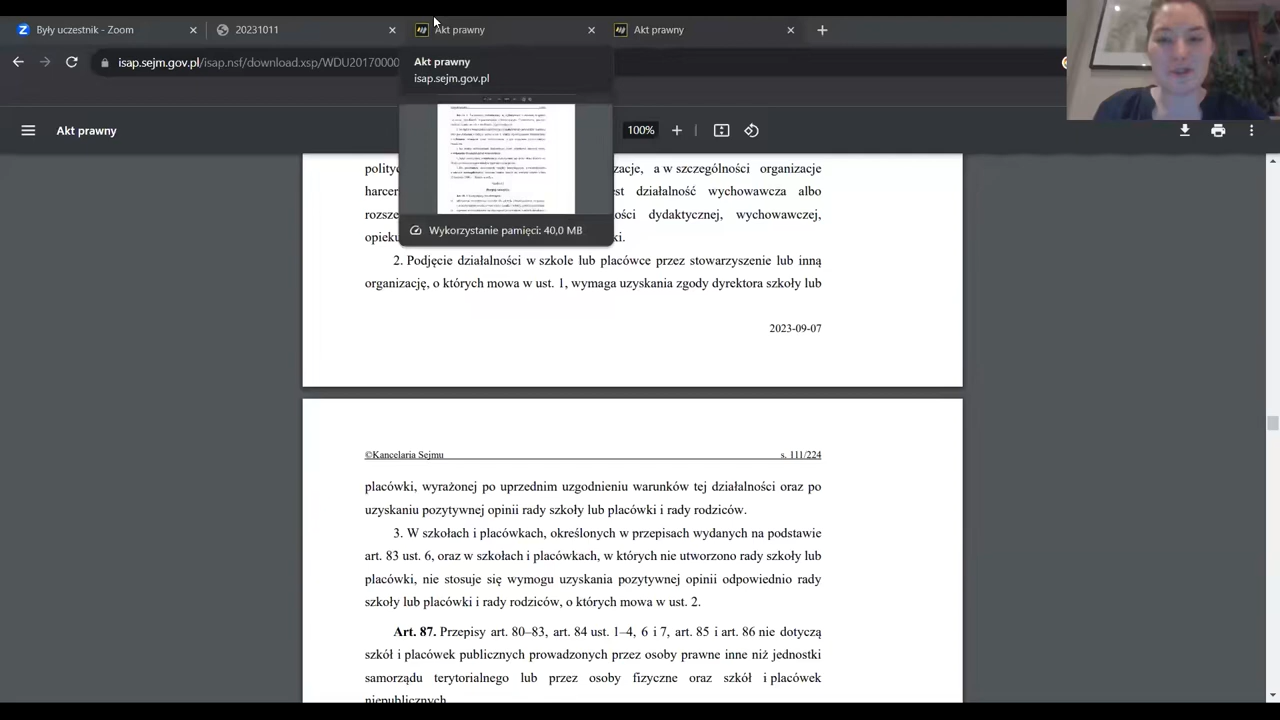 Były uczestnik - Zoom
20231011
Akt prawny
Akt prawny
isap.sejm.gov.pl/isap.nsf/download.xsp/WDU20170000
Akt prawny
isap.sejm.gov.pl
Wykorzystanie pamięci: 40,0 MB
Akt prawny
100%
polityc
zacje, a w szczególności organizacje
harcer
st działalność wychowawcza albo
rozsze
ości dydaktycznej, wychowawczej,
opieku
ki.
2. Podjęcie działalności w szkole lub placówce przez stowarzyszenie lub inną
organizację, o których mowa w ust. 1, wymaga uzyskania zgody dyrektora szkoły lub
2023-09-07
©Kancelaria Sejmu
s. 111/224
placówki, wyrażonej po uprzednim uzgodnieniu warunków tej działalności oraz po
uzyskaniu pozytywnej opinii rady szkoły lub placówki i rady rodziców.
3. W szkołach i placówkach, określonych w przepisach wydanych na podstawie
art. 83 ust. 6, oraz w szkołach i placówkach, w których nie utworzono rady szkoły lub
placówki, nie stosuje się wymogu uzyskania pozytywnej opinii odpowiednio rady
szkoły lub placówki i rady rodziców, o których mowa w ust. 2.
Art. 87. Przepisy art. 80–83, art. 84 ust. 1–4, 6 i 7, art. 85 i art. 86 nie dotyczą
szkół i placówek publicznych prowadzonych przez osoby prawne inne niż jednostki
samorządu terytorialnego lub przez osoby fizyczne oraz szkół i placówek
niepublicznych.